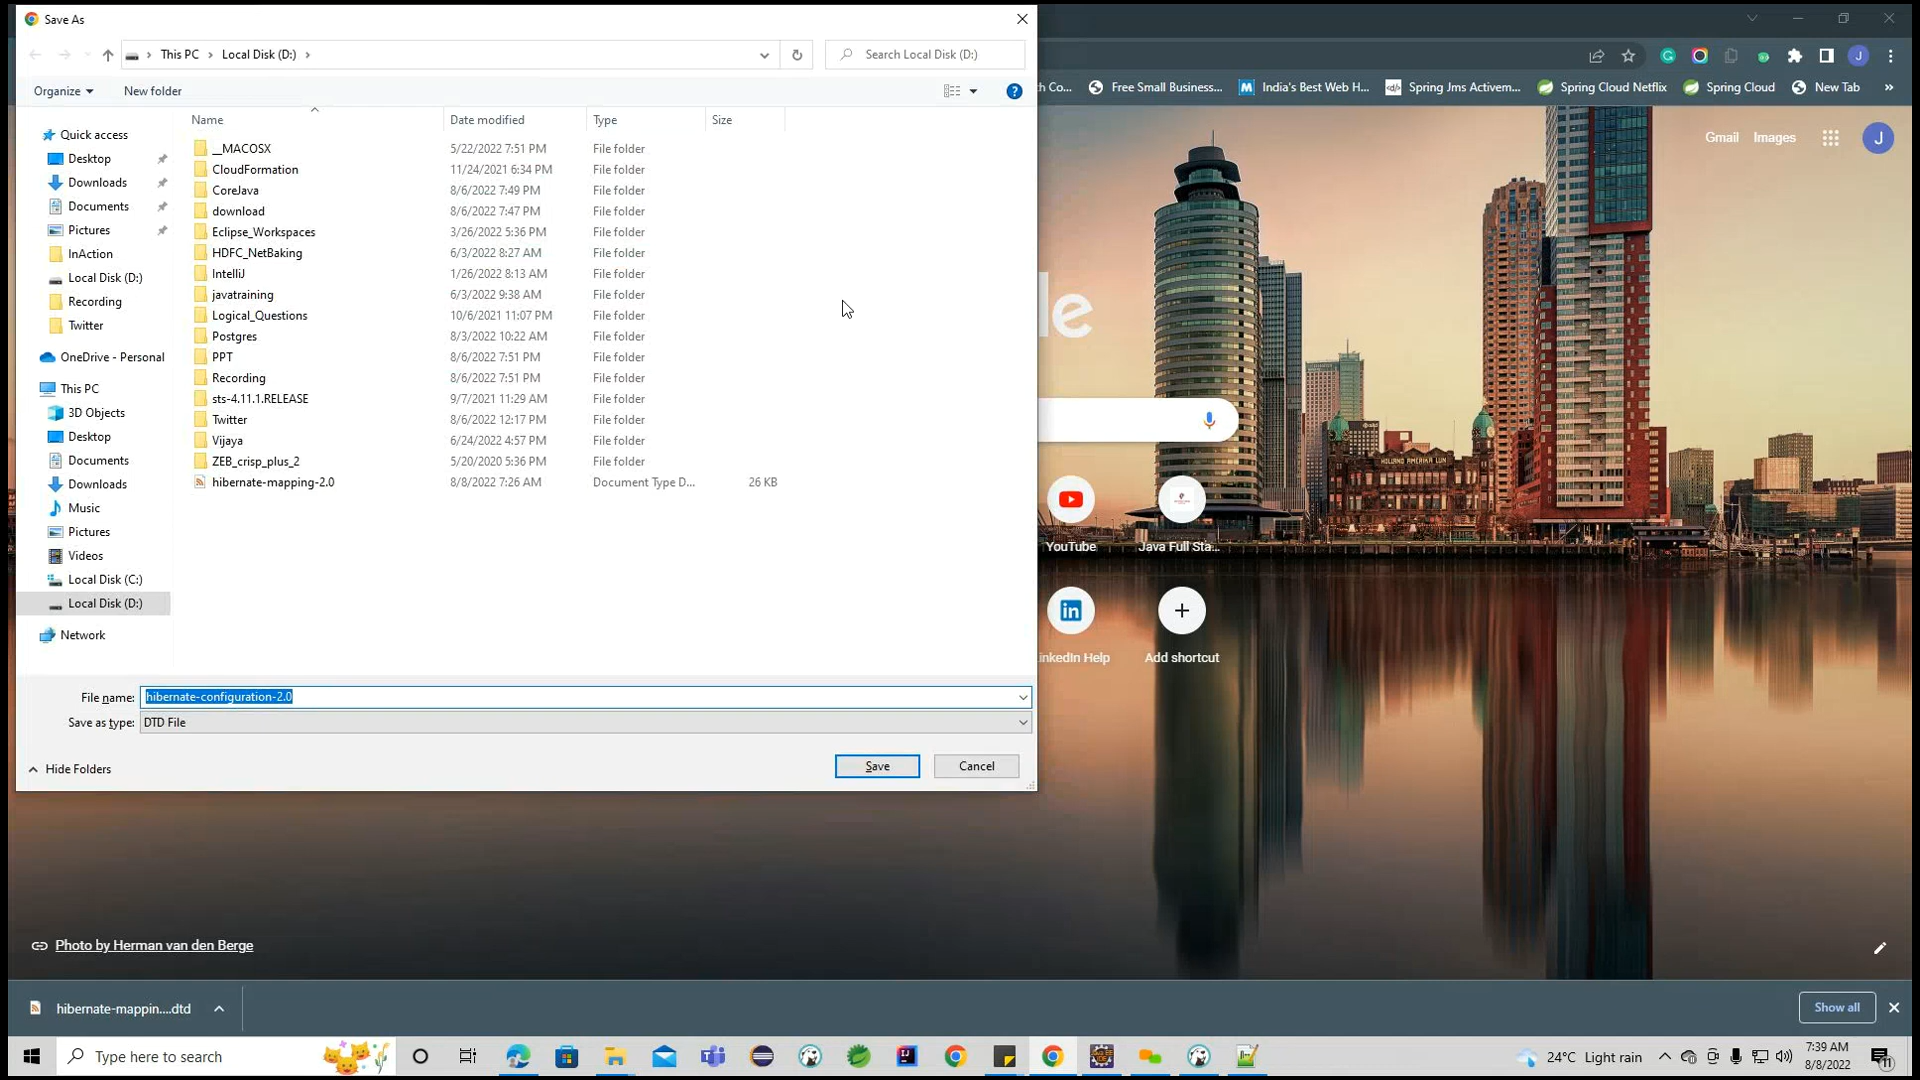 Save As
This PC > Local Disk (D:) >
Search Local Disk (D:)
Organize
New folder
Name Date modified Type Size
__MACOSX 5/22/2022 7:51 PM File folder
CloudFormation 11/24/2021 6:34 PM File folder
CoreJava 8/6/2022 7:49 PM File folder
download 8/6/2022 7:47 PM File folder
Eclipse_Workspaces 3/26/2022 5:36 PM File folder
HDFC_NetBaking 6/3/2022 8:27 AM File folder
IntelliJ 1/26/2022 8:13 AM File folder
javatraining 6/3/2022 9:38 AM File folder
Logical_Questions 10/6/2021 11:07 PM File folder
Postgres 8/3/2022 10:22 AM File folder
PPT 8/6/2022 7:51 PM File folder
Recording 8/6/2022 7:51 PM File folder
sts-4.11.1.RELEASE 9/7/2021 11:29 AM File folder
Twitter 8/6/2022 12:17 PM File folder
Vijaya 6/24/2022 4:57 PM File folder
ZEB_crisp_plus_2 5/20/2020 5:36 PM File folder
hibernate-mapping-2.0 8/8/2022 7:26 AM Document Type D... 26 KB
Quick access
Desktop
Downloads
Documents
Pictures
InAction
Local Disk (D:)
Recording
Twitter
OneDrive - Personal
This PC
3D Objects
Desktop
Documents
Downloads
Music
Pictures
Videos
Local Disk (C:)
Local Disk (D:)
Network
File name: hibernate-configuration-2.0
Save as type: DTD File
Hide Folders
Save
Cancel
th Co... Free Small Business... India's Best Web H... Spring Jms Activem... Spring Cloud Netflix Spring Cloud New Tab »
Gmail Images J
le
HOLLAND AMERIKA LIJN
YouTube
Java Full Sta...
in
LinkedIn Help
Add shortcut
Photo by Herman van den Berge
hibernate-mappin....dtd
Show all
Type here to search
24°C Light rain
7:39 AM
8/8/2022
11